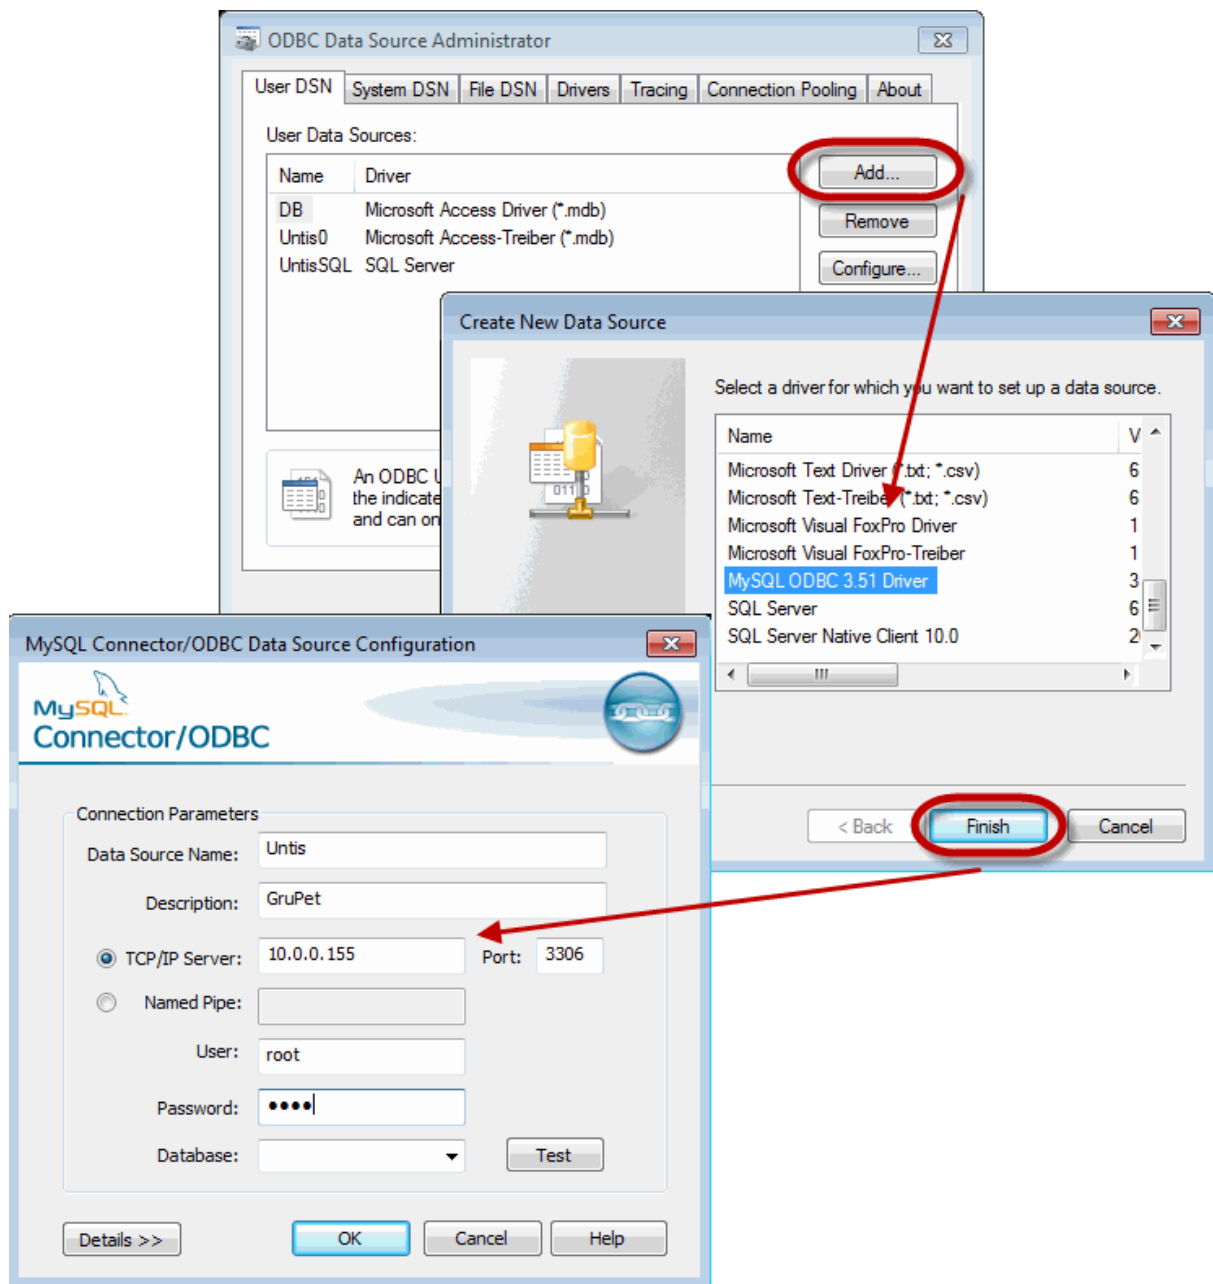 ODBC Data Source Administrator
User DSN System DSN File DSN Drivers Tracing Connection Pooling About
User Data Sources:
Name Driver
DB Microsoft Access Driver (*.mdb)
Untis0 Microsoft Access-Treiber (*.mdb)
UntisSQL SQL Server
Add...
Remove
Configure...
An ODBC U
the indicate
and can on
Create New Data Source
Select a driver for which you want to set up a data source.
Name V
Microsoft Text Driver (*.txt; *.csv) 6
Microsoft Text-Treiber (*.txt; *.csv) 6
Microsoft Visual FoxPro Driver 1
Microsoft Visual FoxPro-Treiber 1
MySQL ODBC 3.51 Driver 3
SQL Server 6
SQL Server Native Client 10.0 2
< Back Finish Cancel
MySQL Connector/ODBC Data Source Configuration
MySQL
Connector/ODBC
Connection Parameters
Data Source Name: Untis
Description: GruPet
TCP/IP Server: 10.0.0.155 Port: 3306
Named Pipe:
User: root
Password: ••••
Database: Test
Details >> OK Cancel Help